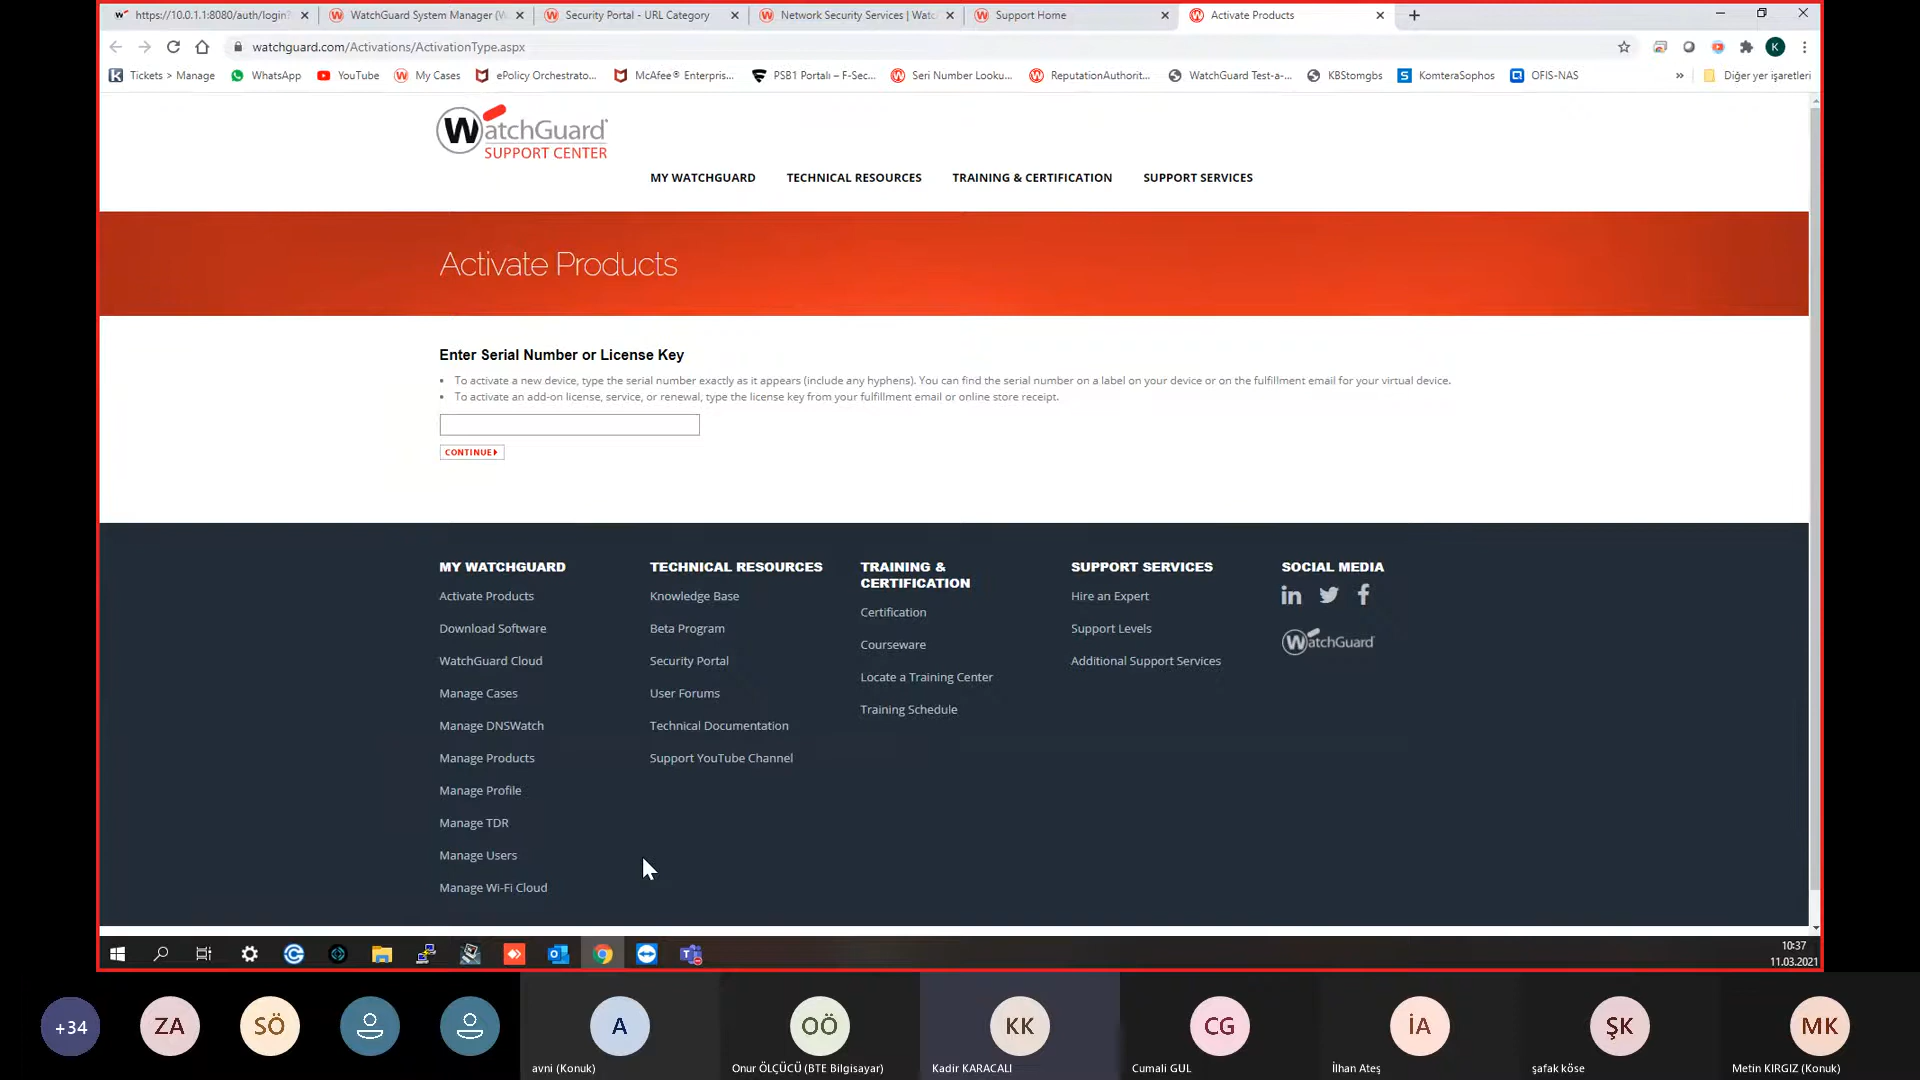 https://10.0.1.1:8080/auth/login?
WatchGuard System Manager (W
Security Portal - URL Category
Network Security Services | Watc
Support Home
Activate Products
watchguard.com/Activations/ActivationType.aspx
K
Tickets > Manage
WhatsApp
YouTube
My Cases
ePolicy Orchestrato...
McAfee® Enterpris...
PSB1 Portalı – F-Sec...
Seri Number Looku...
ReputationAuthorit...
WatchGuard Test-a-...
KBStomgbs
KomteraSophos
OFIS-NAS
»
Diğer yer işaretleri
WatchGuard
SUPPORT CENTER
MY WATCHGUARD
TECHNICAL RESOURCES
TRAINING & CERTIFICATION
SUPPORT SERVICES
Activate Products
Enter Serial Number or License Key
• To activate a new device, type the serial number exactly as it appears (include any hyphens). You can find the serial number on a label on your device or on the fulfillment email for your virtual device.
• To activate an add-on license, service, or renewal, type the license key from your fulfillment email or online store receipt.
CONTINUE
MY WATCHGUARD
Activate Products
Download Software
WatchGuard Cloud
Manage Cases
Manage DNSWatch
Manage Products
Manage Profile
Manage TDR
Manage Users
Manage Wi-Fi Cloud
TECHNICAL RESOURCES
Knowledge Base
Beta Program
Security Portal
User Forums
Technical Documentation
Support YouTube Channel
TRAINING &
CERTIFICATION
Certification
Courseware
Locate a Training Center
Training Schedule
SUPPORT SERVICES
Hire an Expert
Support Levels
Additional Support Services
SOCIAL MEDIA
WatchGuard
10:37
11.03.2021
+34
ZA
SÖ
A
avni (Konuk)
OÖ
Onur ÖLÇÜCÜ (BTE Bilgisayar)
KK
Kadir KARACALI
CG
Cumali GUL
İA
İlhan Ateş
ŞK
şafak köse
MK
Metin KIRGIZ (Konuk)